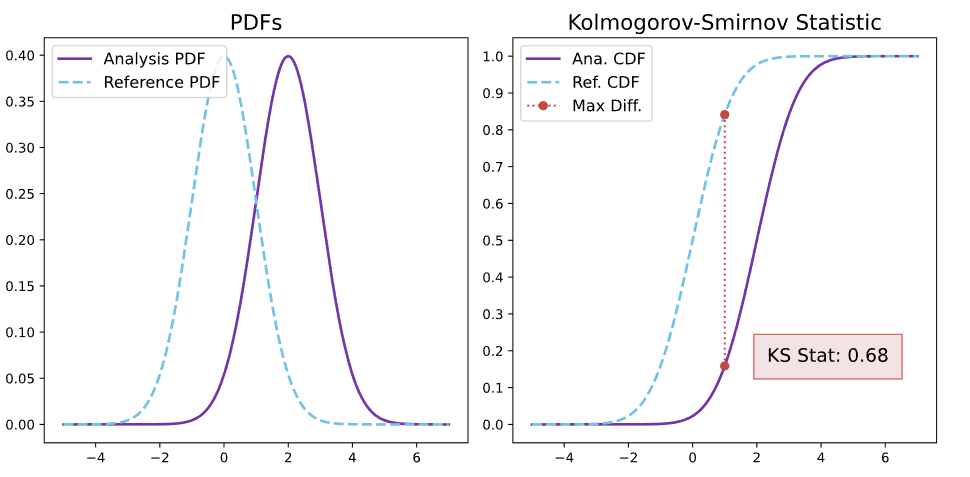 PDFs
Analysis PDF
Reference PDF
0.40
0.35
0.30
0.25
0.20
0.15
0.10
0.05
0.00
−4 −2 0 2 4 6
Kolmogorov-Smirnov Statistic
Ana. CDF
Ref. CDF
Max Diff.
1.0
0.9
0.8
0.7
0.6
0.5
0.4
0.3
0.2
0.1
0.0
KS Stat: 0.68
−4 −2 0 2 4 6